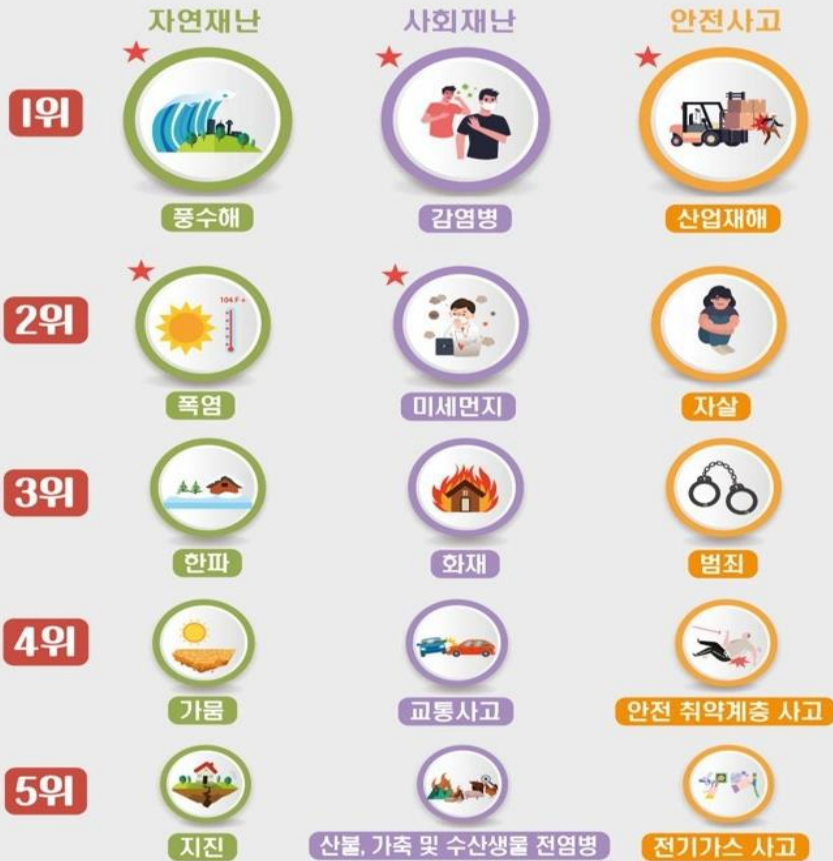 자연재난 사회재난 안전사고
1위
풍수해 감염병 산업재해
2위
104 F +
폭염 미세먼지 자살
3위
한파 화재 범죄
4위
가뭄 교통사고 안전 취약계층 사고
5위
지진 산불, 가축 및 수산생물 전염병 전기가스 사고